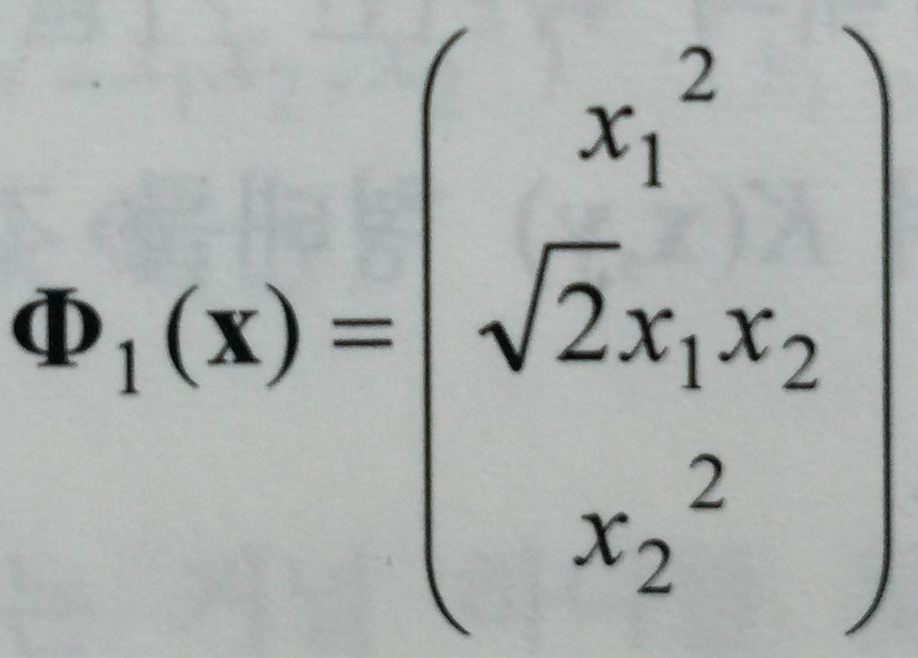 x₁²
Φ₁(x) = √2x₁x₂
x₂²